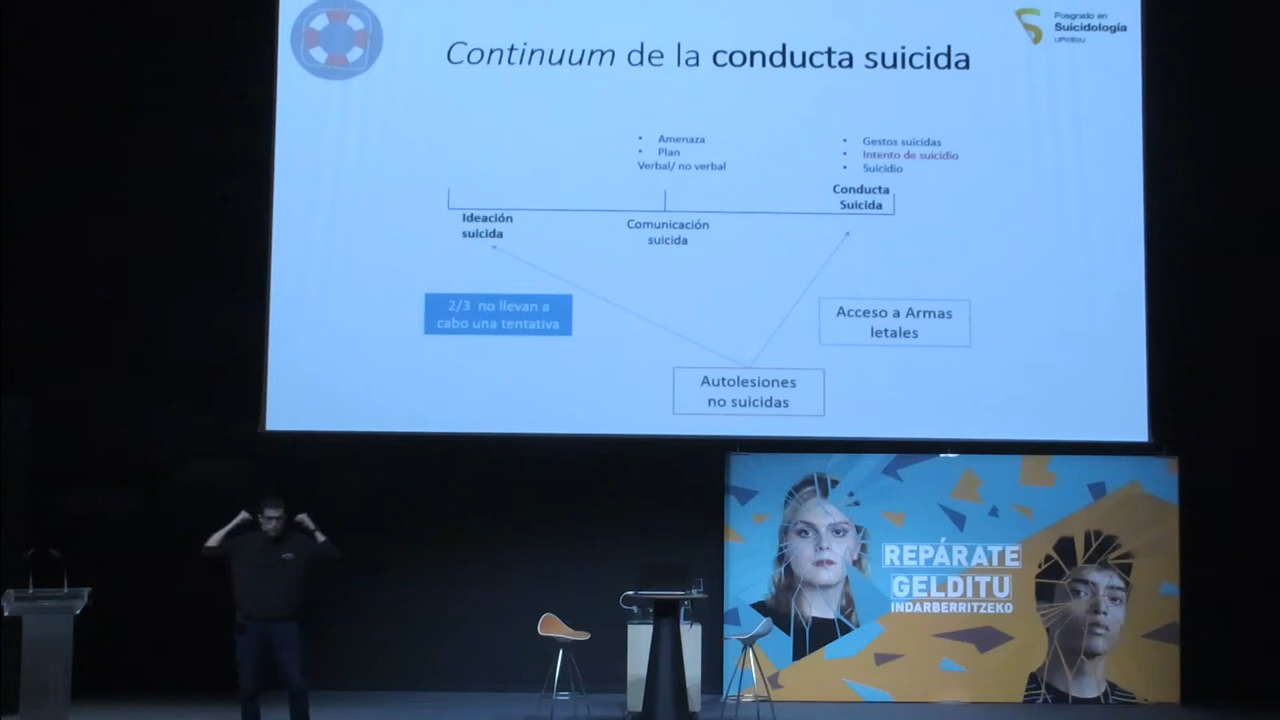 Posgrado en
Suicidología
UPV/EHU
Continuum de la conducta suicida
• Amenaza
• Plan
Verbal/ no verbal
• Gestos suicidas
• Intento de suicidio
• Suicidio
Conducta
Suicida
Ideación
suicida
Comunicación
suicida
2/3 no llevan a
cabo una tentativa
Acceso a Armas
letales
Autolesiones
no suicidas
REPÁRATE
GELDITU
INDARBERRITZEKO